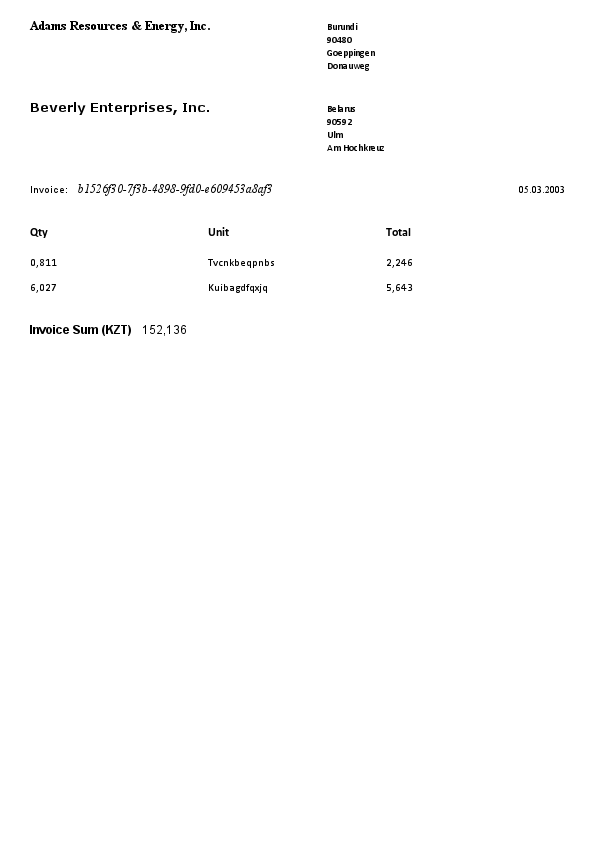 Adams Resources & Energy, Inc.
Burundi
90480
Goeppingen
Donauweg
Beverly Enterprises, Inc.
Belarus
90592
Ulm
Am Hochkreuz
Invoice: b1526f30-7f3b-4898-9fd0-e609453a8af3 05.03.2003
Qty Unit Total
0,811 Tvcnkbeqpnbs 2,246
6,027 Kuibagdfqxjq 5,643
Invoice Sum (KZT) 152,136